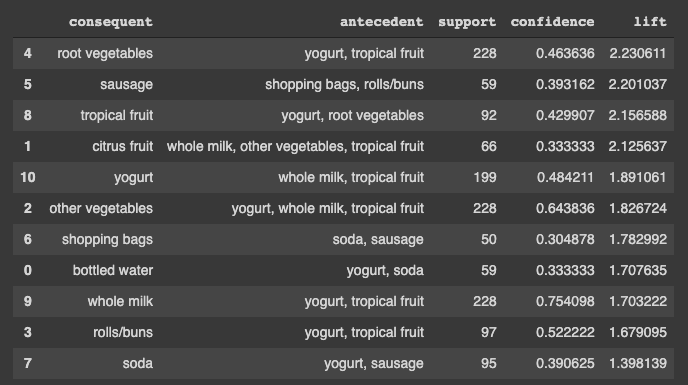 consequent antecedent support confidence lift
4 root vegetables yogurt, tropical fruit 228 0.463636 2.230611
5 sausage shopping bags, rolls/buns 59 0.393162 2.201037
8 tropical fruit yogurt, root vegetables 92 0.429907 2.156588
1 citrus fruit whole milk, other vegetables, tropical fruit 66 0.333333 2.125637
10 yogurt whole milk, tropical fruit 199 0.484211 1.891061
2 other vegetables yogurt, whole milk, tropical fruit 228 0.643836 1.826724
6 shopping bags soda, sausage 50 0.304878 1.782992
0 bottled water yogurt, soda 59 0.333333 1.707635
9 whole milk yogurt, tropical fruit 228 0.754098 1.703222
3 rolls/buns yogurt, tropical fruit 97 0.522222 1.679095
7 soda yogurt, sausage 95 0.390625 1.398139